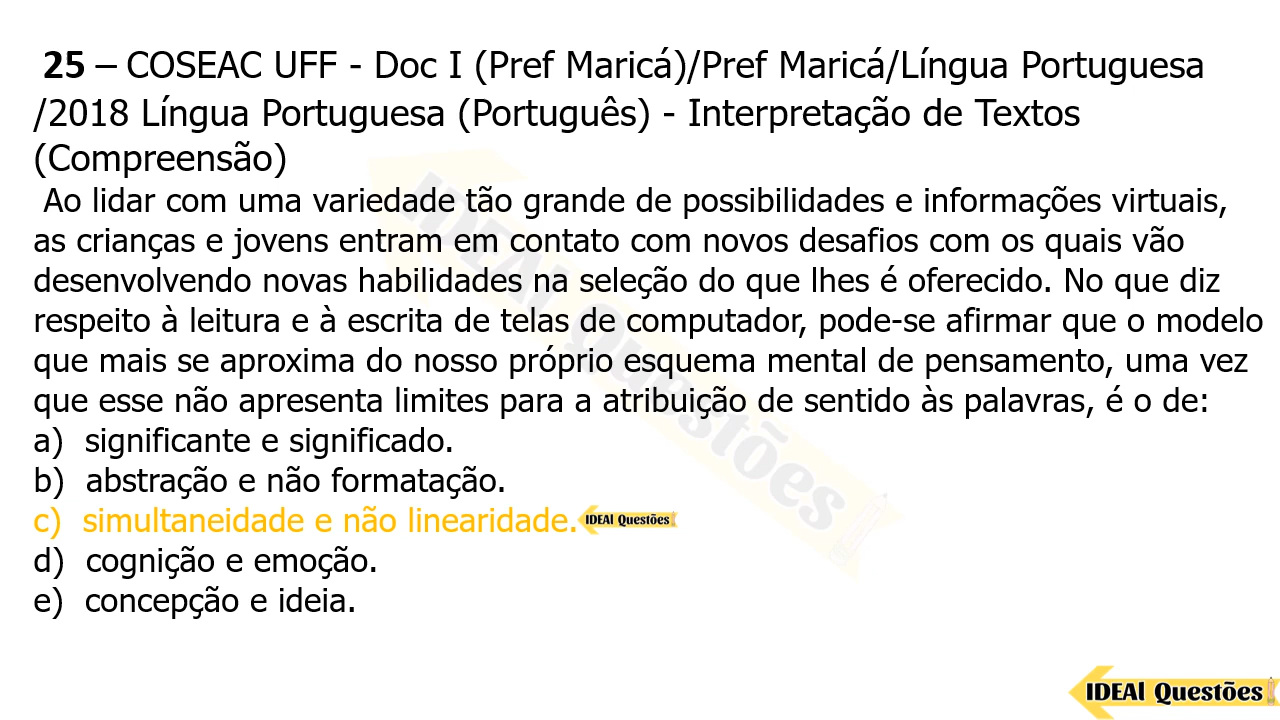 25 – COSEAC UFF - Doc I (Pref Maricá)/Pref Maricá/Língua Portuguesa
/2018 Língua Portuguesa (Português) - Interpretação de Textos
(Compreensão)
Ao lidar com uma variedade tão grande de possibilidades e informações virtuais,
as crianças e jovens entram em contato com novos desafios com os quais vão
desenvolvendo novas habilidades na seleção do que lhes é oferecido. No que diz
respeito à leitura e à escrita de telas de computador, pode-se afirmar que o modelo
que mais se aproxima do nosso próprio esquema mental de pensamento, uma vez
que esse não apresenta limites para a atribuição de sentido às palavras, é o de:
a) significante e significado.
b) abstração e não formatação.
c) simultaneidade e não linearidade. IDEAl Questões
d) cognição e emoção.
e) concepção e ideia.
IDEAl Questões
IDEAl Questões